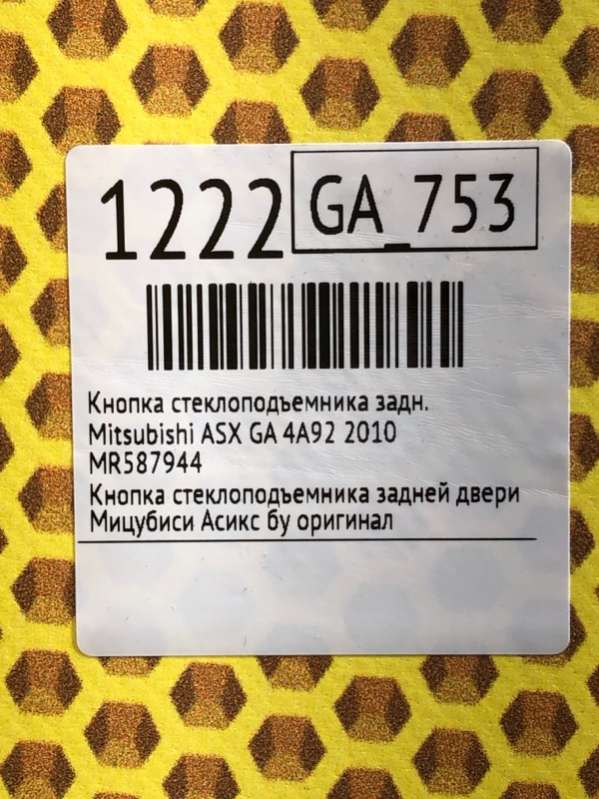 1222 GA_753
Кнопка стеклоподъемника задн.
Mitsubishi ASX GA 4A92 2010
MR587944
Кнопка стеклоподъемника задней двери
Мицубиси Асикс бу оригинал